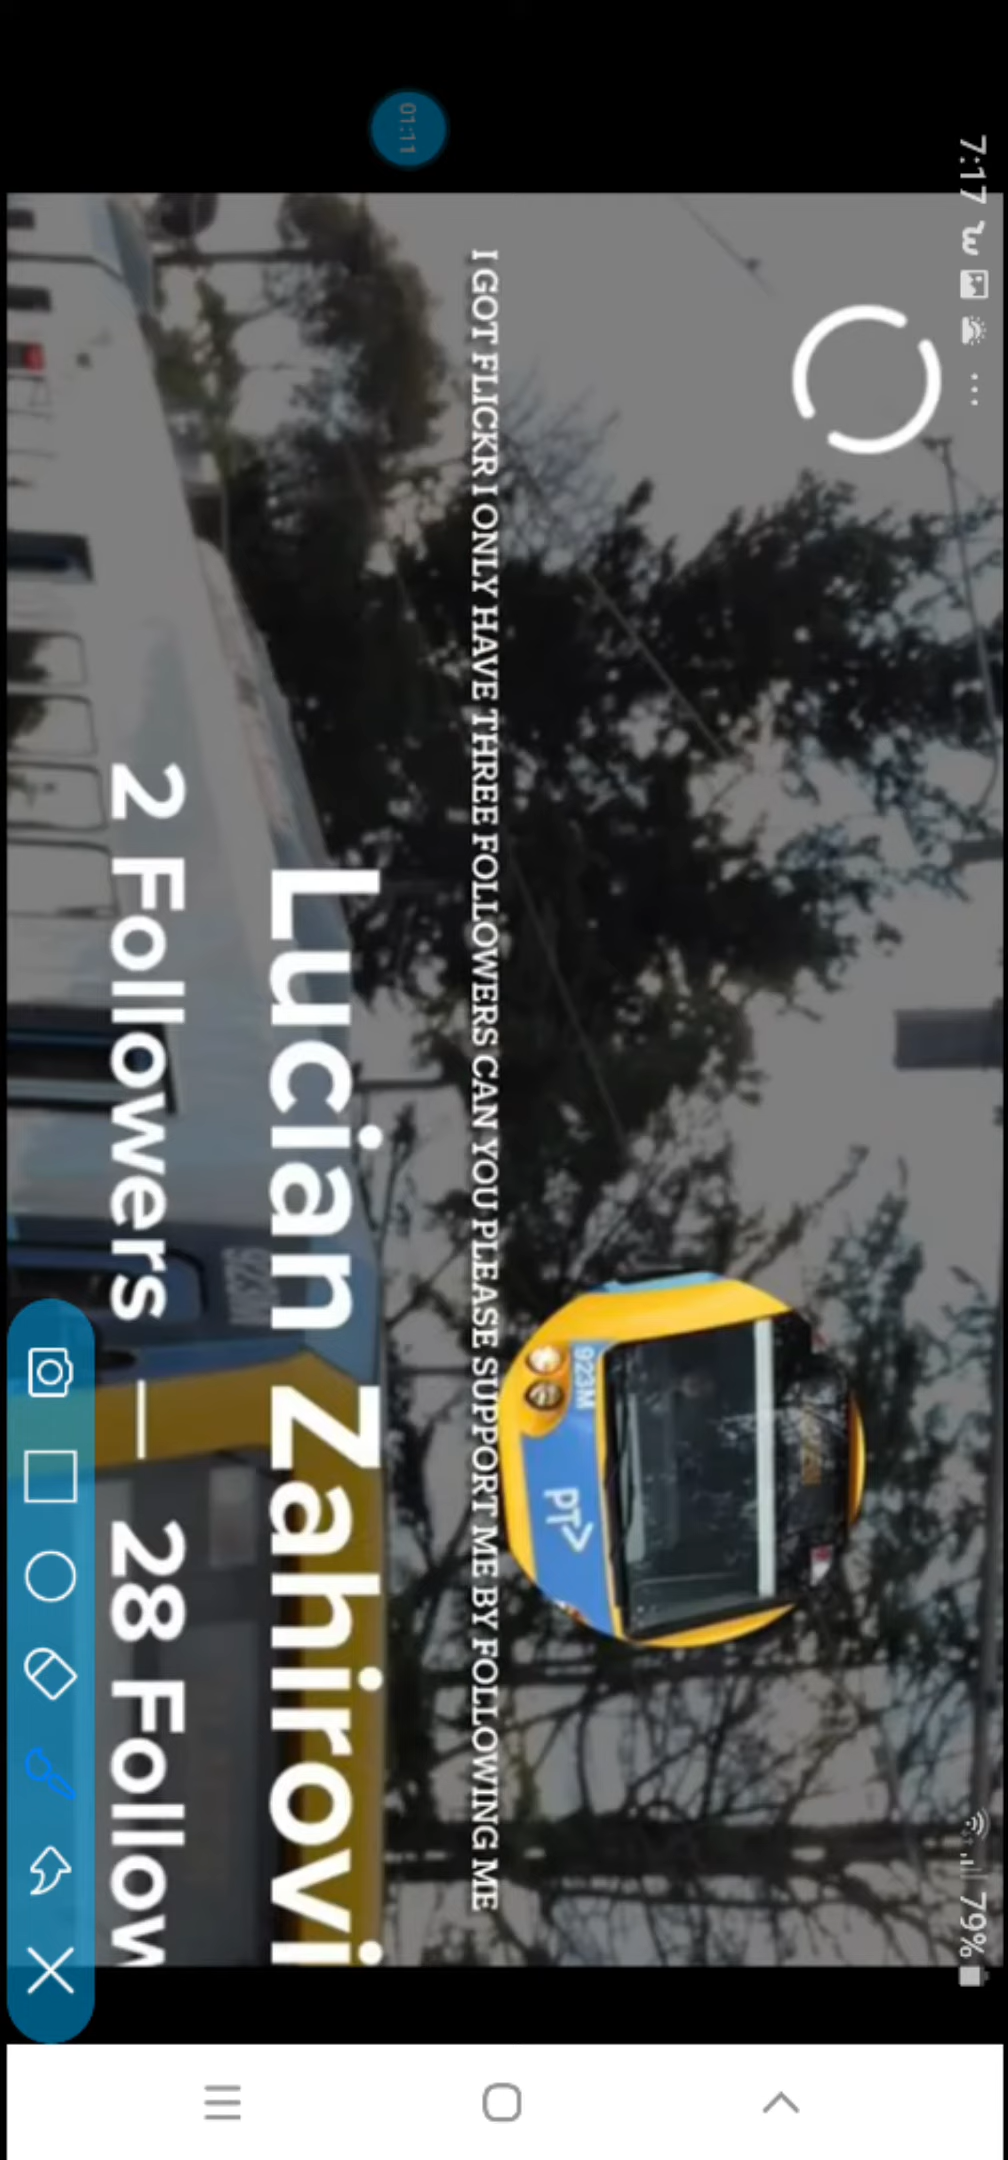 7:17
79%
01:11
923M
PT>
I GOT FLICKR I ONLY HAVE THREE FOLLOWERS CAN YOU PLEASE SUPPORT ME BY FOLLOWING ME
Lucian Zahirovi
923M
2 Followers — 28 Follow